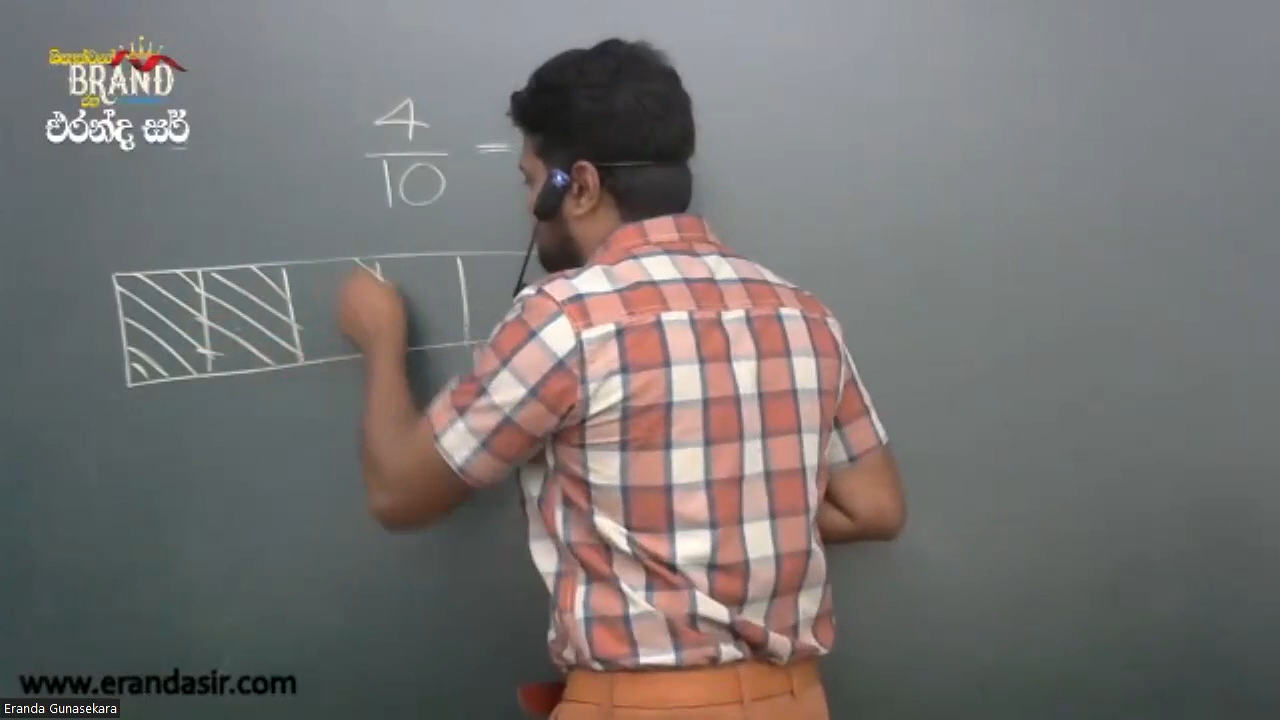 BRAND
එරන්ද සර්
4
10
=
www.erandasir.com
Eranda Gunasekara